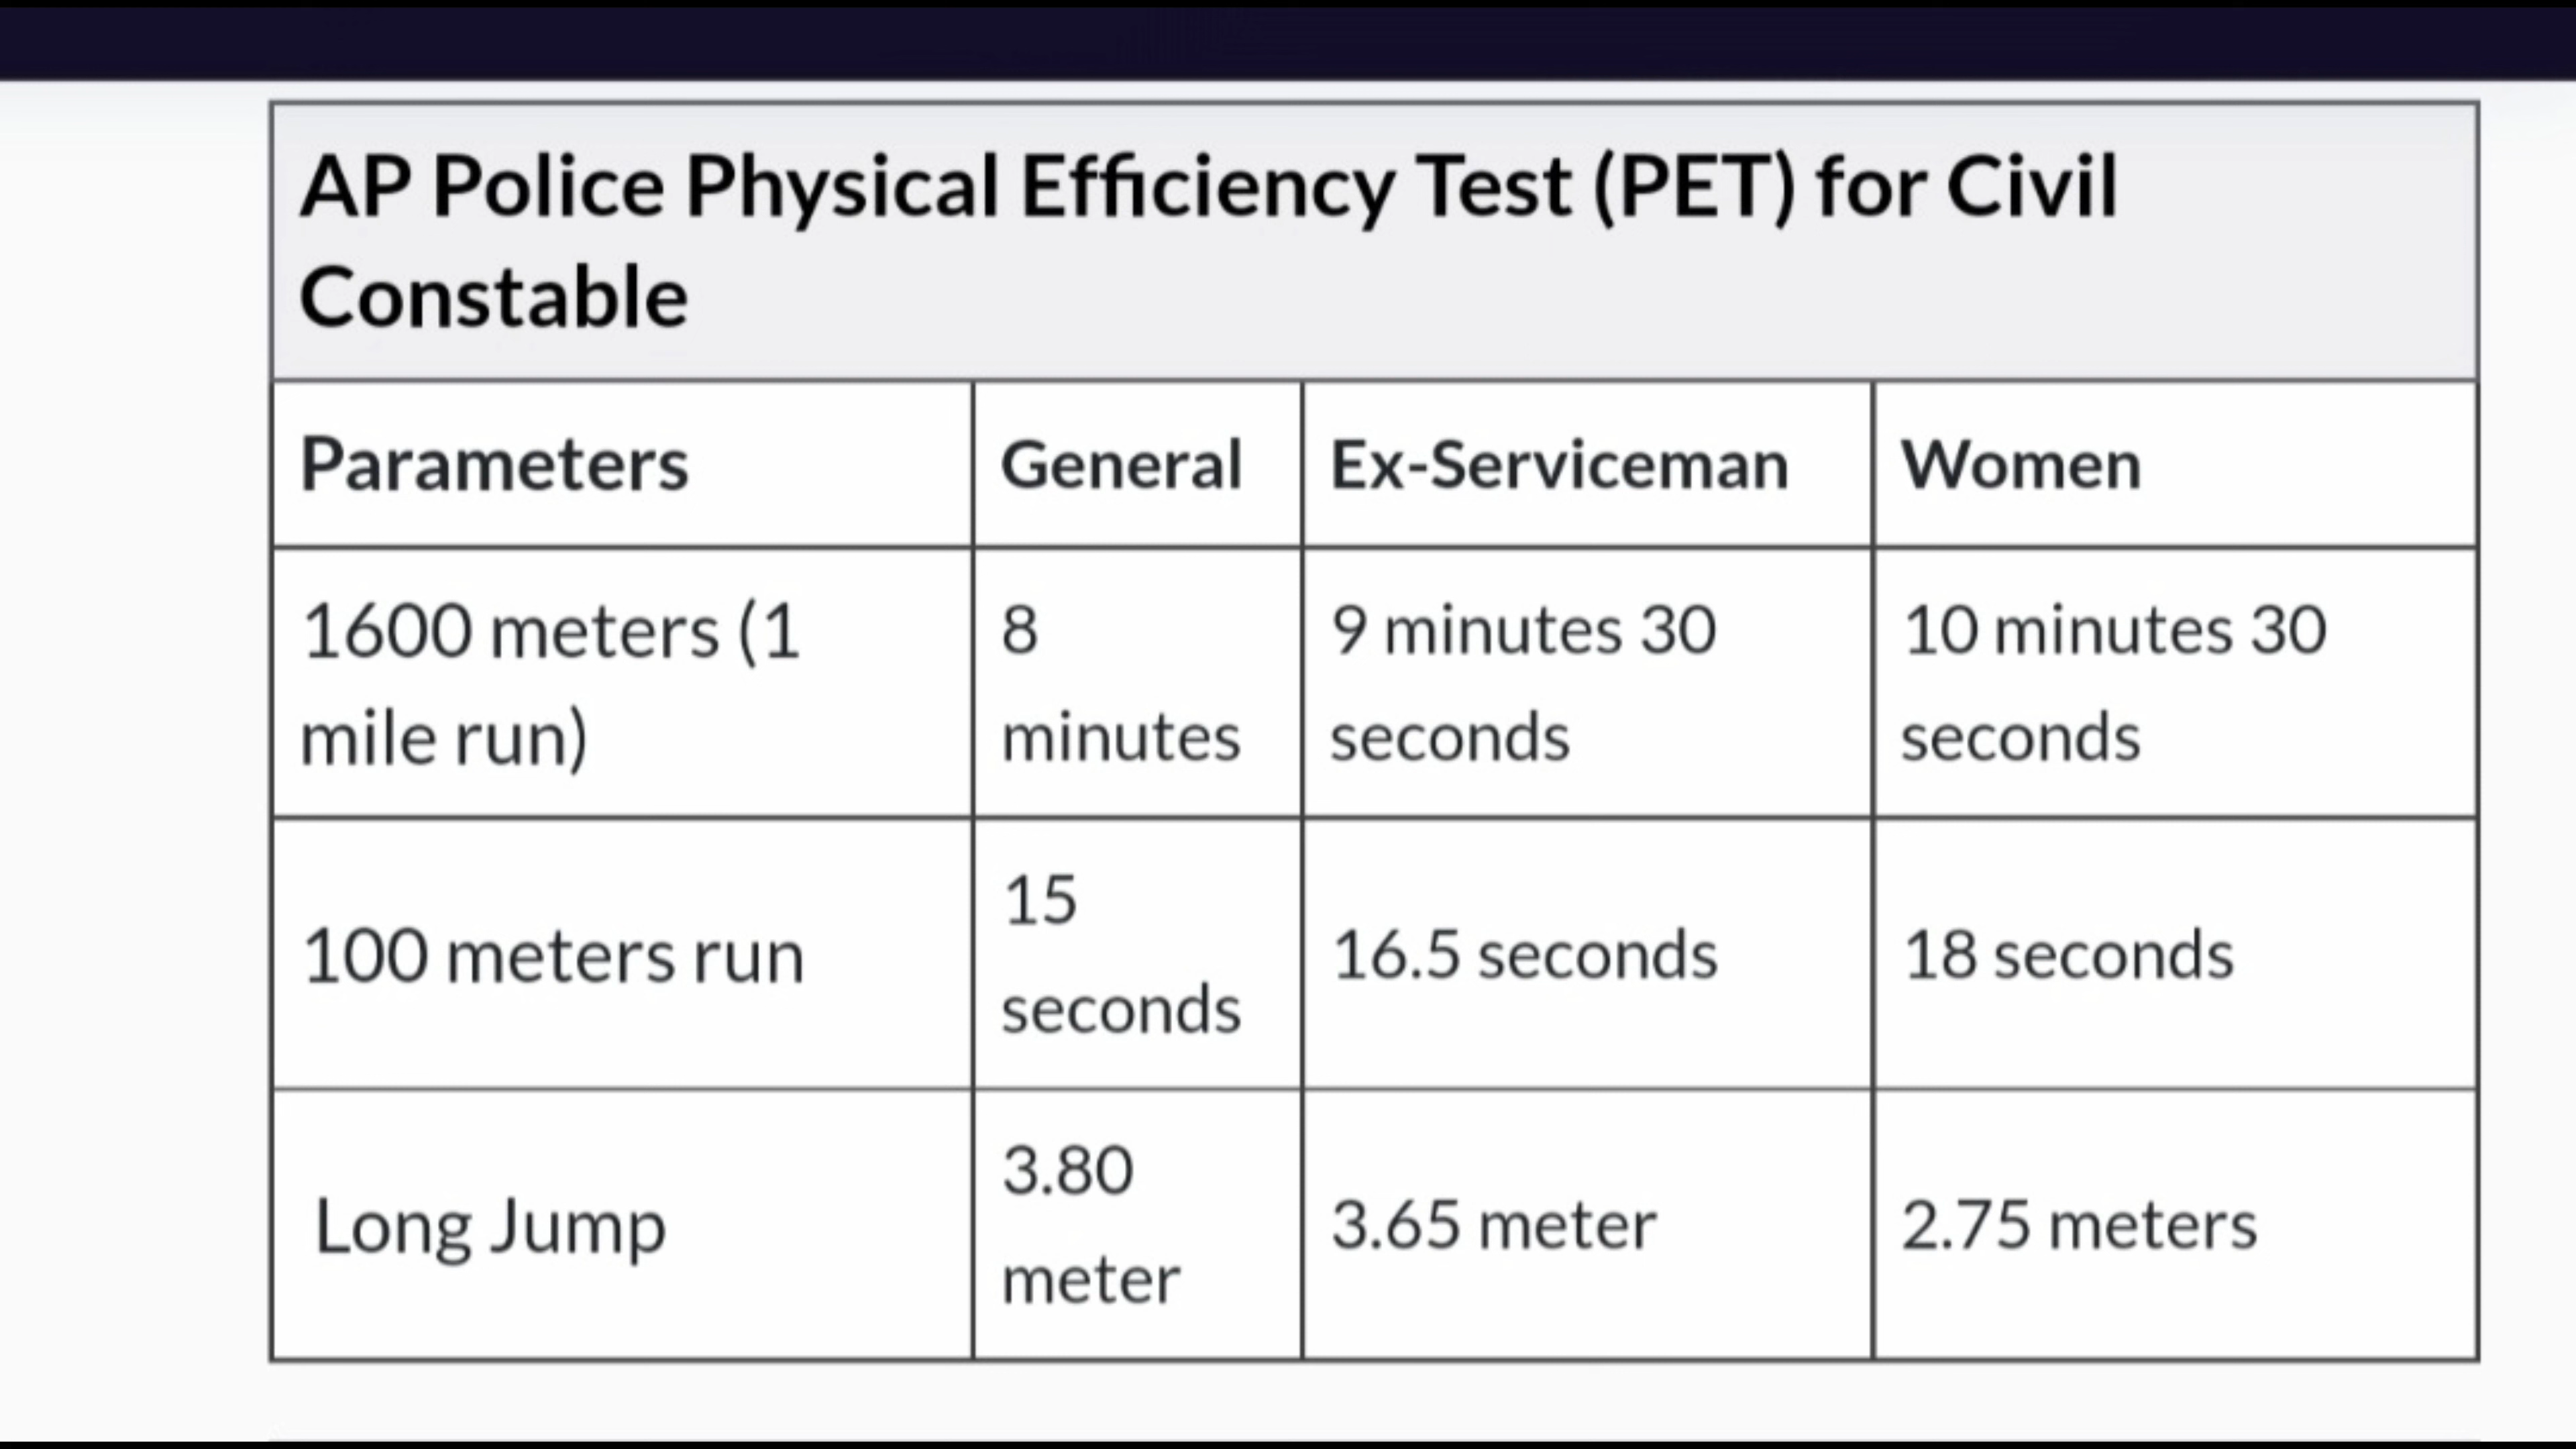 AP Police Physical Efficiency Test (PET) for Civil
Constable
Parameters
General
Ex-Serviceman
Women
1600 meters (1
mile run)
8
minutes
9 minutes 30
seconds
10 minutes 30
seconds
100 meters run
15
seconds
16.5 seconds
18 seconds
Long Jump
3.80
meter
3.65 meter
2.75 meters